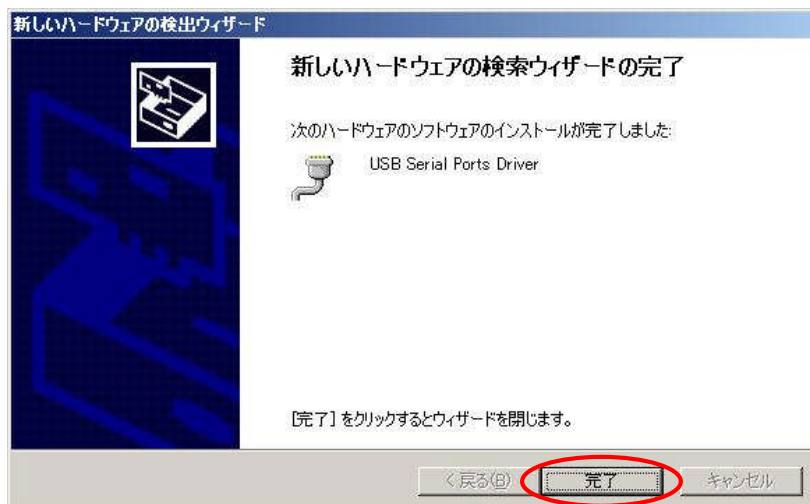 新しいハードウェアの検出ウィザード
新しいハードウェアの検索ウィザードの完了
次のハードウェアのソフトウェアのインストールが完了しました:
USB Serial Ports Driver
[完了] をクリックするとウィザードを閉じます。
< 戻る(B)
完了
キャンセル